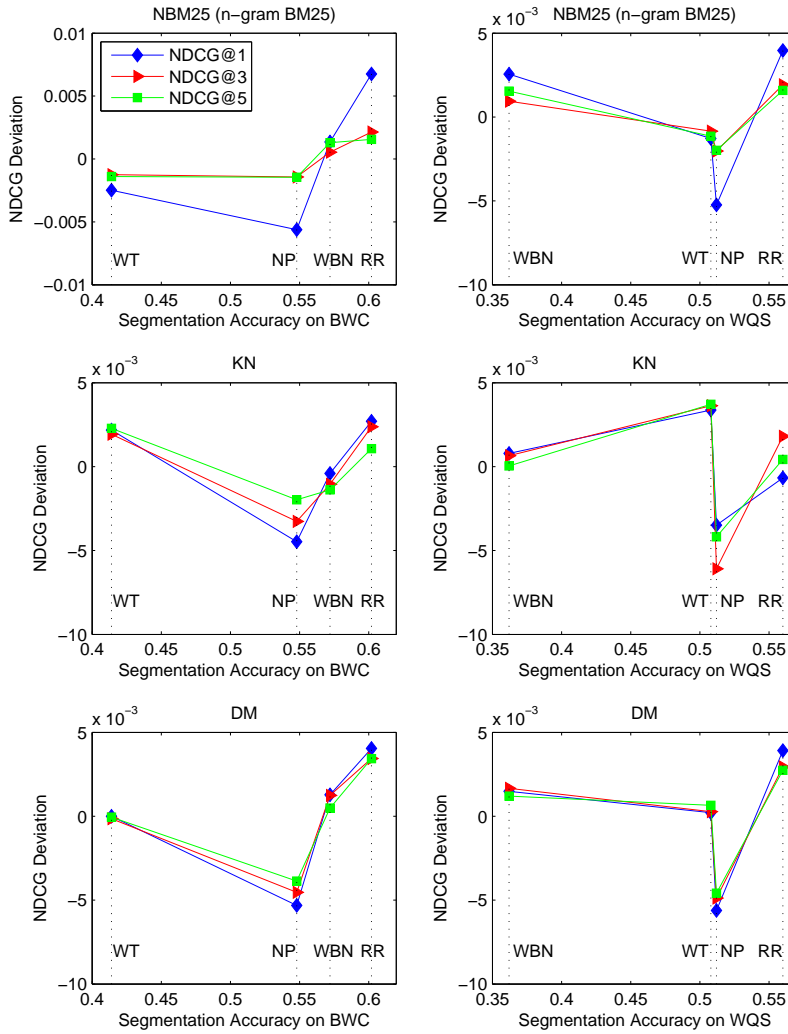 NBM25 (n-gram BM25)
0.01
0.005
0
−0.005
−0.01
NDCG Deviation
NDCG@1
NDCG@3
NDCG@5
WT
NP
WBN
RR
0.4
0.45
0.5
0.55
0.6
Segmentation Accuracy on BWC
NBM25 (n-gram BM25)
x 10−3
5
0
−5
−10
NDCG Deviation
WBN
WT
NP
RR
0.35
0.4
0.45
0.5
0.55
Segmentation Accuracy on WQS
KN
x 10−3
5
0
−5
−10
NDCG Deviation
WT
NP
WBN
RR
0.4
0.45
0.5
0.55
0.6
Segmentation Accuracy on BWC
KN
x 10−3
5
0
−5
−10
NDCG Deviation
WBN
WT
NP
RR
0.35
0.4
0.45
0.5
0.55
Segmentation Accuracy on WQS
DM
x 10−3
5
0
−5
−10
NDCG Deviation
WT
NP
WBN
RR
0.4
0.45
0.5
0.55
0.6
Segmentation Accuracy on BWC
DM
x 10−3
5
0
−5
−10
NDCG Deviation
WBN
WT
NP
RR
0.35
0.4
0.45
0.5
0.55
Segmentation Accuracy on WQS